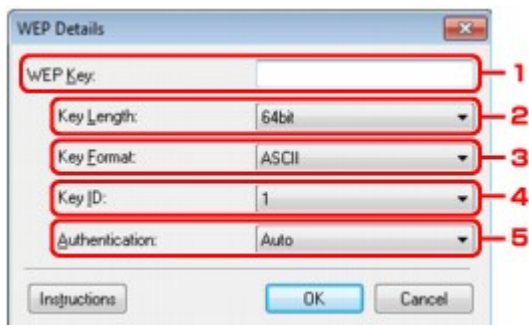 WEP Details
WEP Key: 1
Key Length: 64bit 2
Key Format: ASCII 3
Key ID: 1 4
Authentication: Auto 5
Instructions OK Cancel